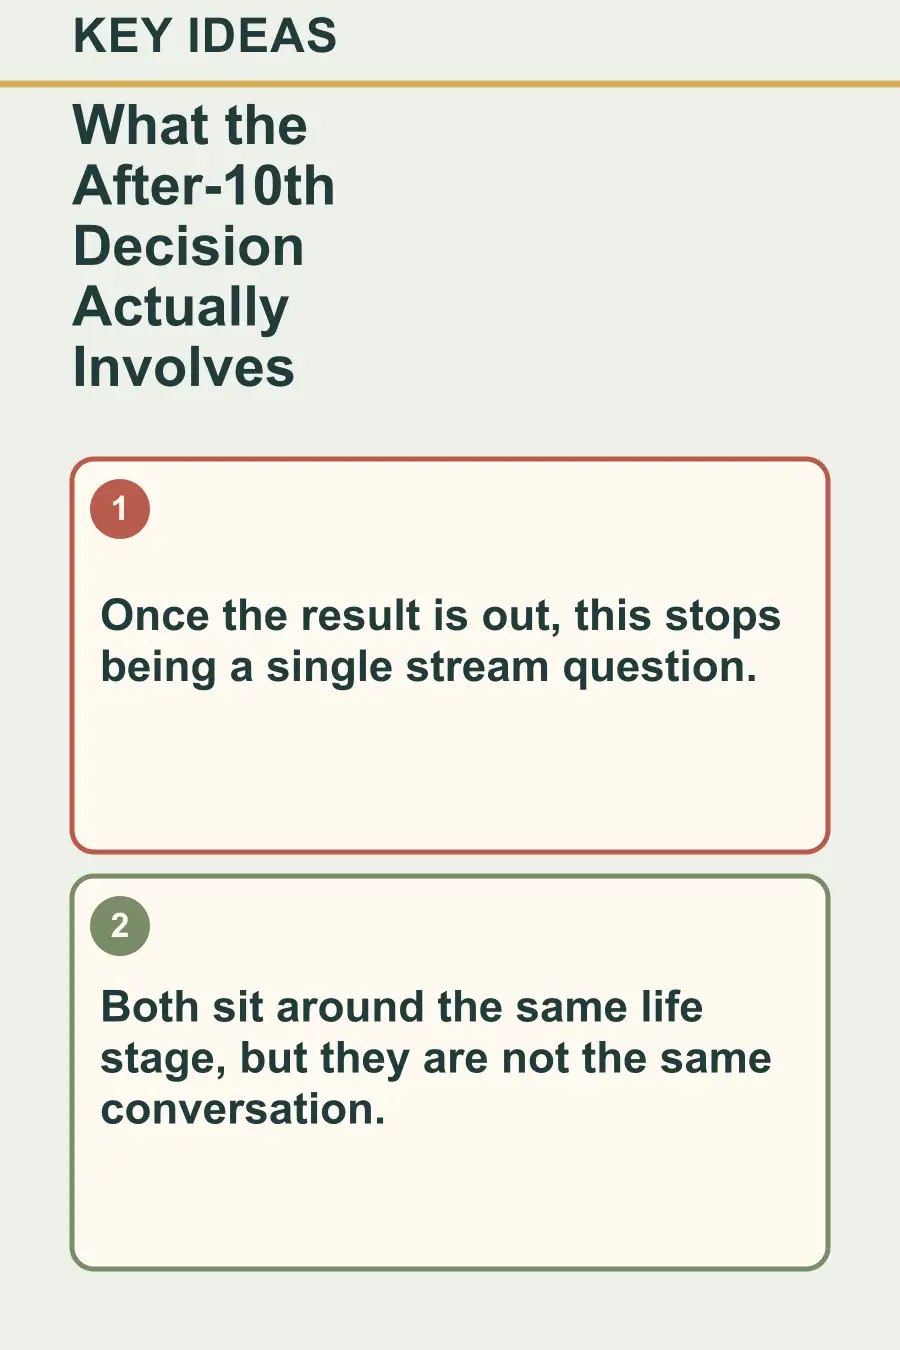 KEY IDEAS
What the
After-10th
Decision
Actually
Involves
1
Once the result is out, this stops
being a single stream question.
2
Both sit around the same life
stage, but they are not the same
conversation.